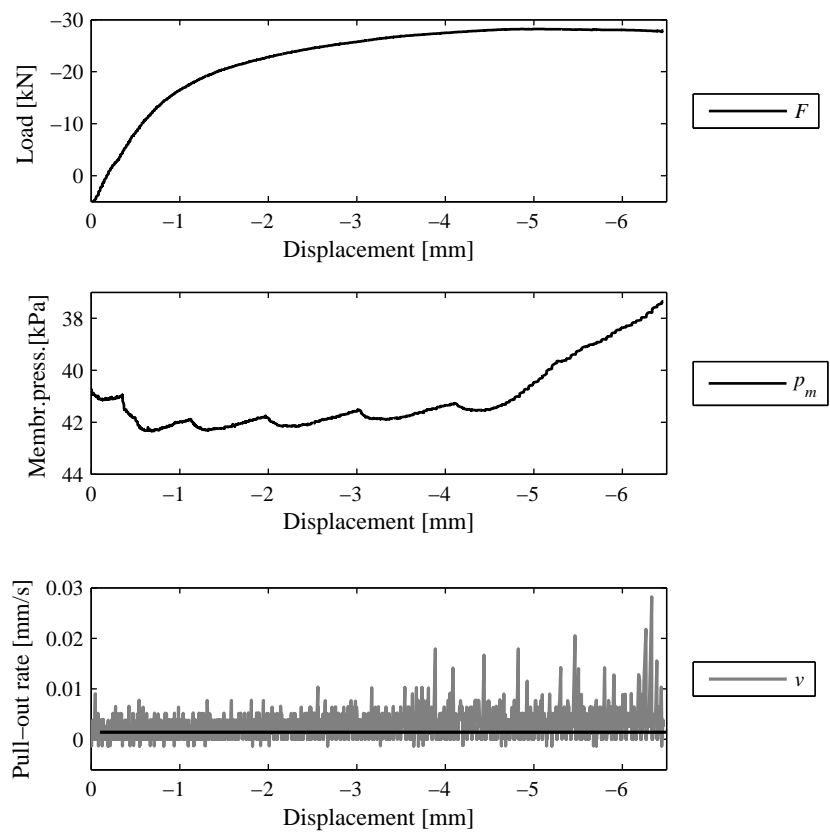 −30
−20
−10
0
Load [kN]
0 −1 −2 −3 −4 −5 −6
Displacement [mm]
F
38
40
42
44
Membr.press.[kPa]
0 −1 −2 −3 −4 −5 −6
Displacement [mm]
p_m
0.03
0.02
0.01
0
Pull−out rate [mm/s]
0 −1 −2 −3 −4 −5 −6
Displacement [mm]
v